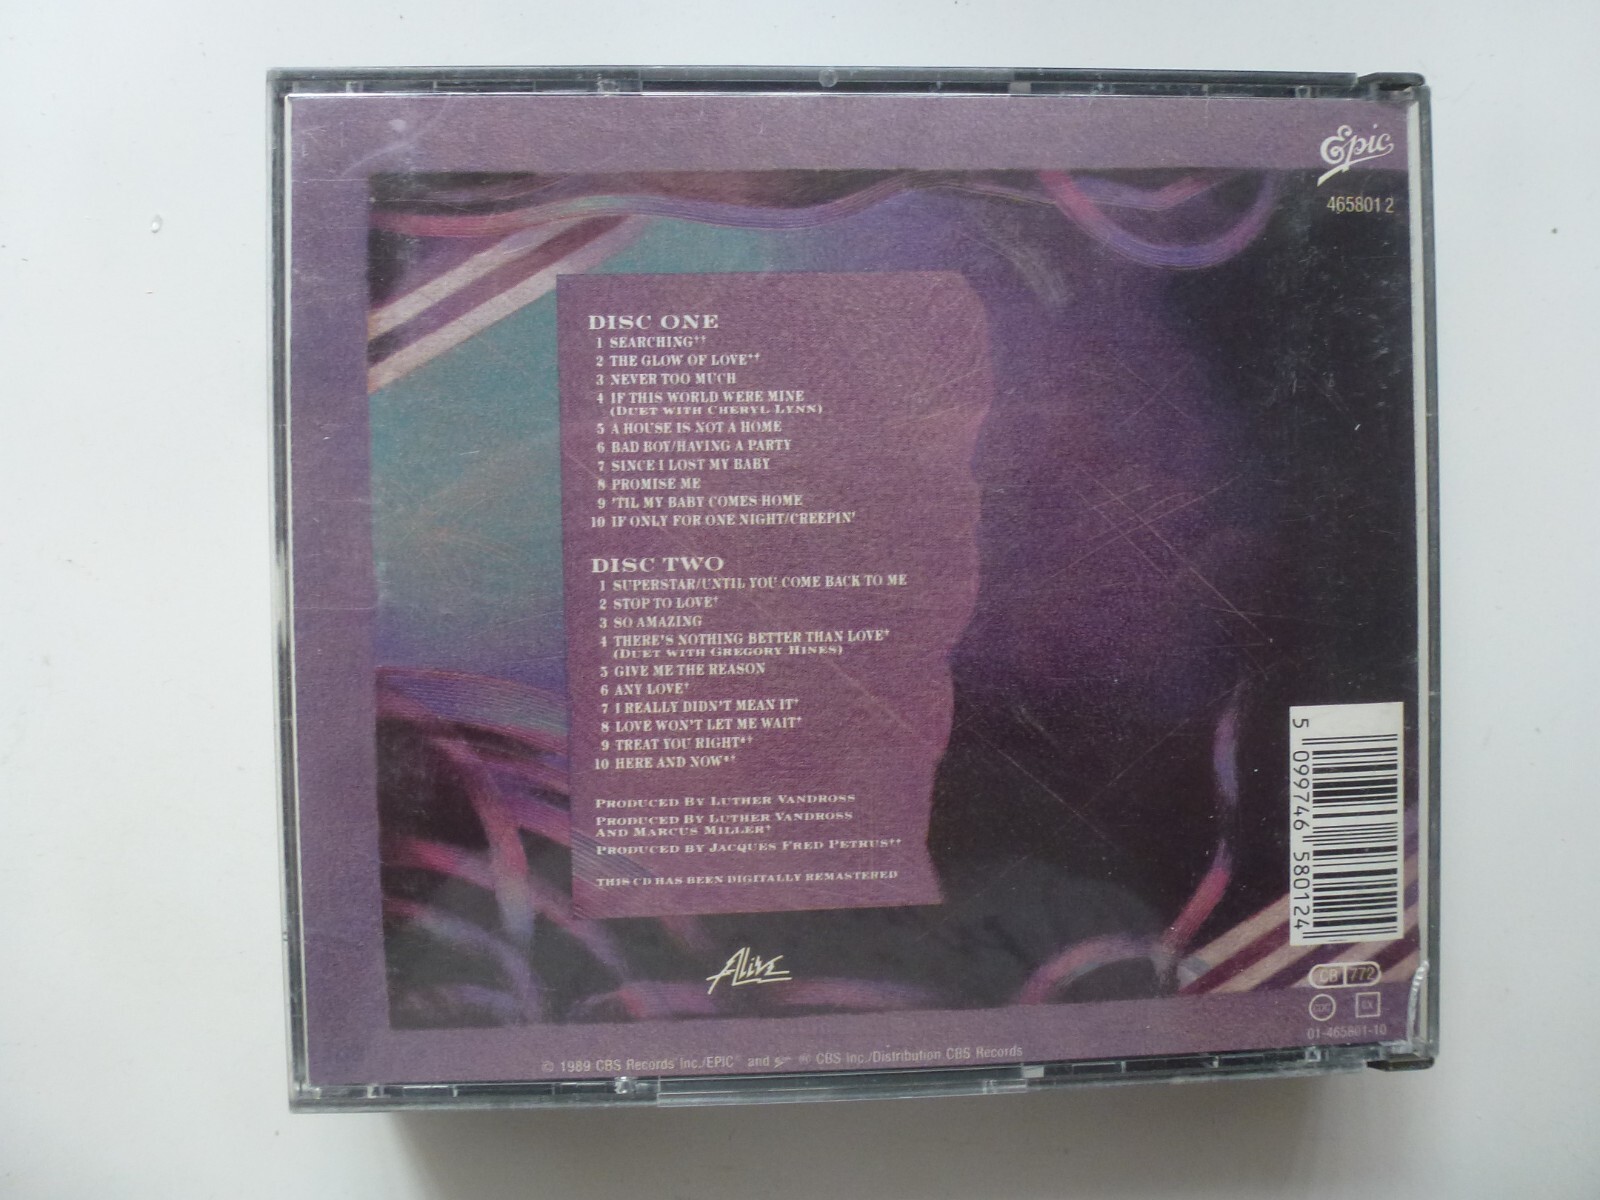 Epic
465801 2
DISC ONE
1 SEARCHING††
2 THE GLOW OF LOVE††
3 NEVER TOO MUCH
4 IF THIS WORLD WERE MINE
(DUET WITH CHERYL LYNN)
5 A HOUSE IS NOT A HOME
6 BAD BOY/HAVING A PARTY
7 SINCE I LOST MY BABY
8 PROMISE ME
9 'TIL MY BABY COMES HOME
10 IF ONLY FOR ONE NIGHT/CREEPIN'
DISC TWO
1 SUPERSTAR/UNTIL YOU COME BACK TO ME
2 STOP TO LOVE†
3 SO AMAZING
4 THERE'S NOTHING BETTER THAN LOVE†
(DUET WITH GREGORY HINES)
5 GIVE ME THE REASON
6 ANY LOVE†
7 I REALLY DIDN'T MEAN IT†
8 LOVE WON'T LET ME WAIT†
9 TREAT YOU RIGHT*†
10 HERE AND NOW*†
PRODUCED BY LUTHER VANDROSS
PRODUCED BY LUTHER VANDROSS
AND MARCUS MILLER†
PRODUCED BY JACQUES FRED PETRUS††
THIS CD HAS BEEN DIGITALLY REMASTERED
Alive
5 099746 580124
CB 772
01-465801-10
© 1989 CBS Records Inc./EPIC and ℗ CBS Inc./Distribution CBS Records